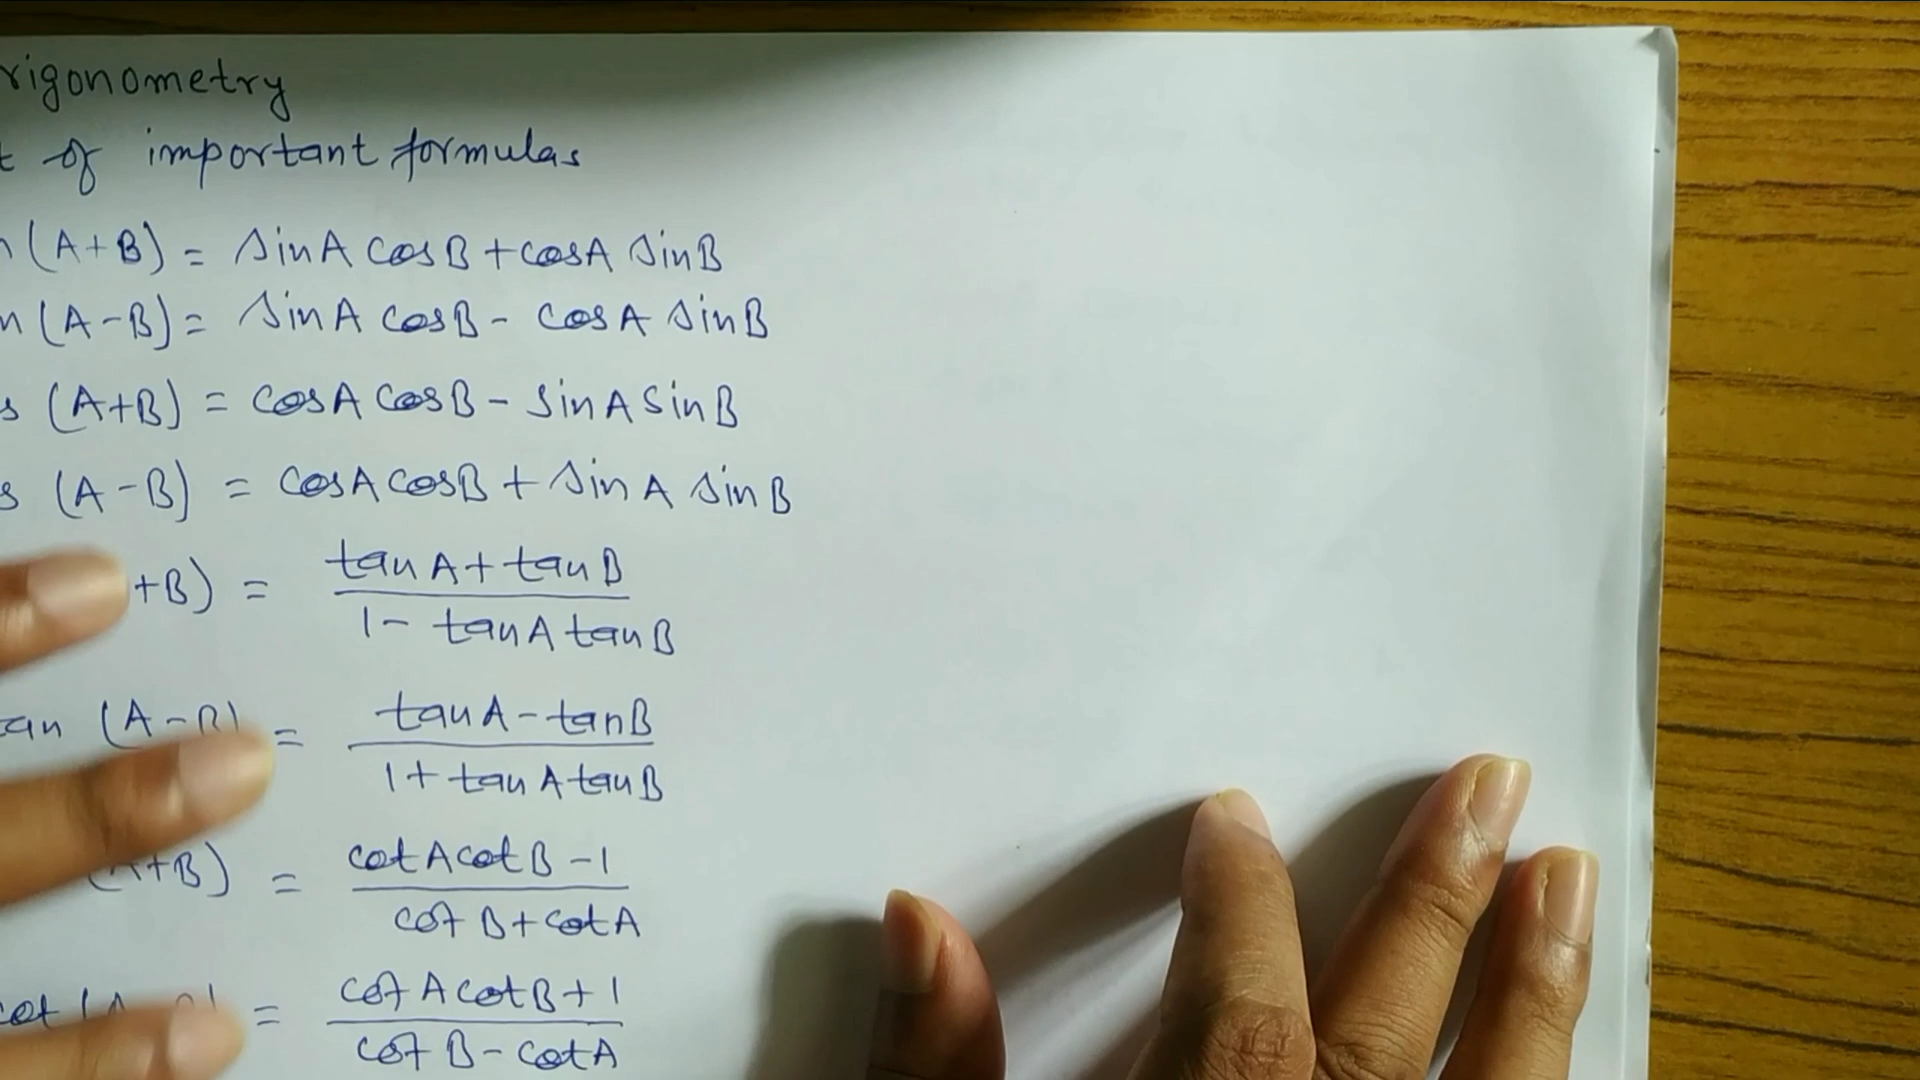 rigonometry
t of important formulas
n (A+B) = sinA cosB + cosA sinB
n (A-B) = sinA cosB - cosA sinB
s (A+B) = cosA cosB - sinA sinB
s (A-B) = cosA cosB + sinA sinB
+B) = tanA + tanB / 1 - tanA tanB
tan (A-B) = tanA - tanB / 1 + tanA tanB
(A+B) = cotA cotB - 1 / cotB + cotA
cot (A = cotA cotB + 1 / cotB - cotA